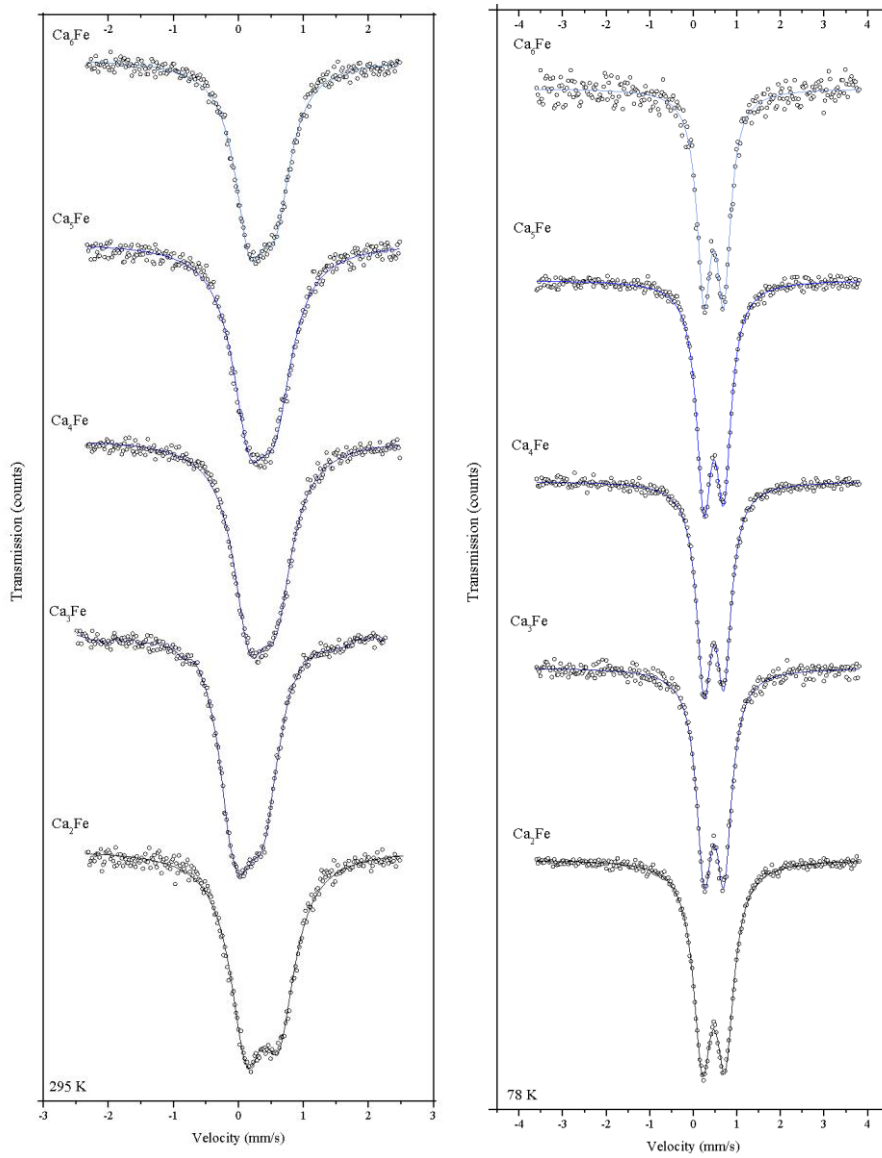 -2 -1 0 1 2
Ca₆Fe
Ca₅Fe
Ca₄Fe
Ca₃Fe
Ca₂Fe
295 K
Transmission (counts)
-3 -2 -1 0 1 2 3
Velocity (mm/s)
-4 -3 -2 -1 0 1 2 3 4
Ca₆Fe
Ca₅Fe
Ca₄Fe
Ca₃Fe
Ca₂Fe
78 K
Transmission (counts)
-4 -3 -2 -1 0 1 2 3 4
Velocity (mm/s)